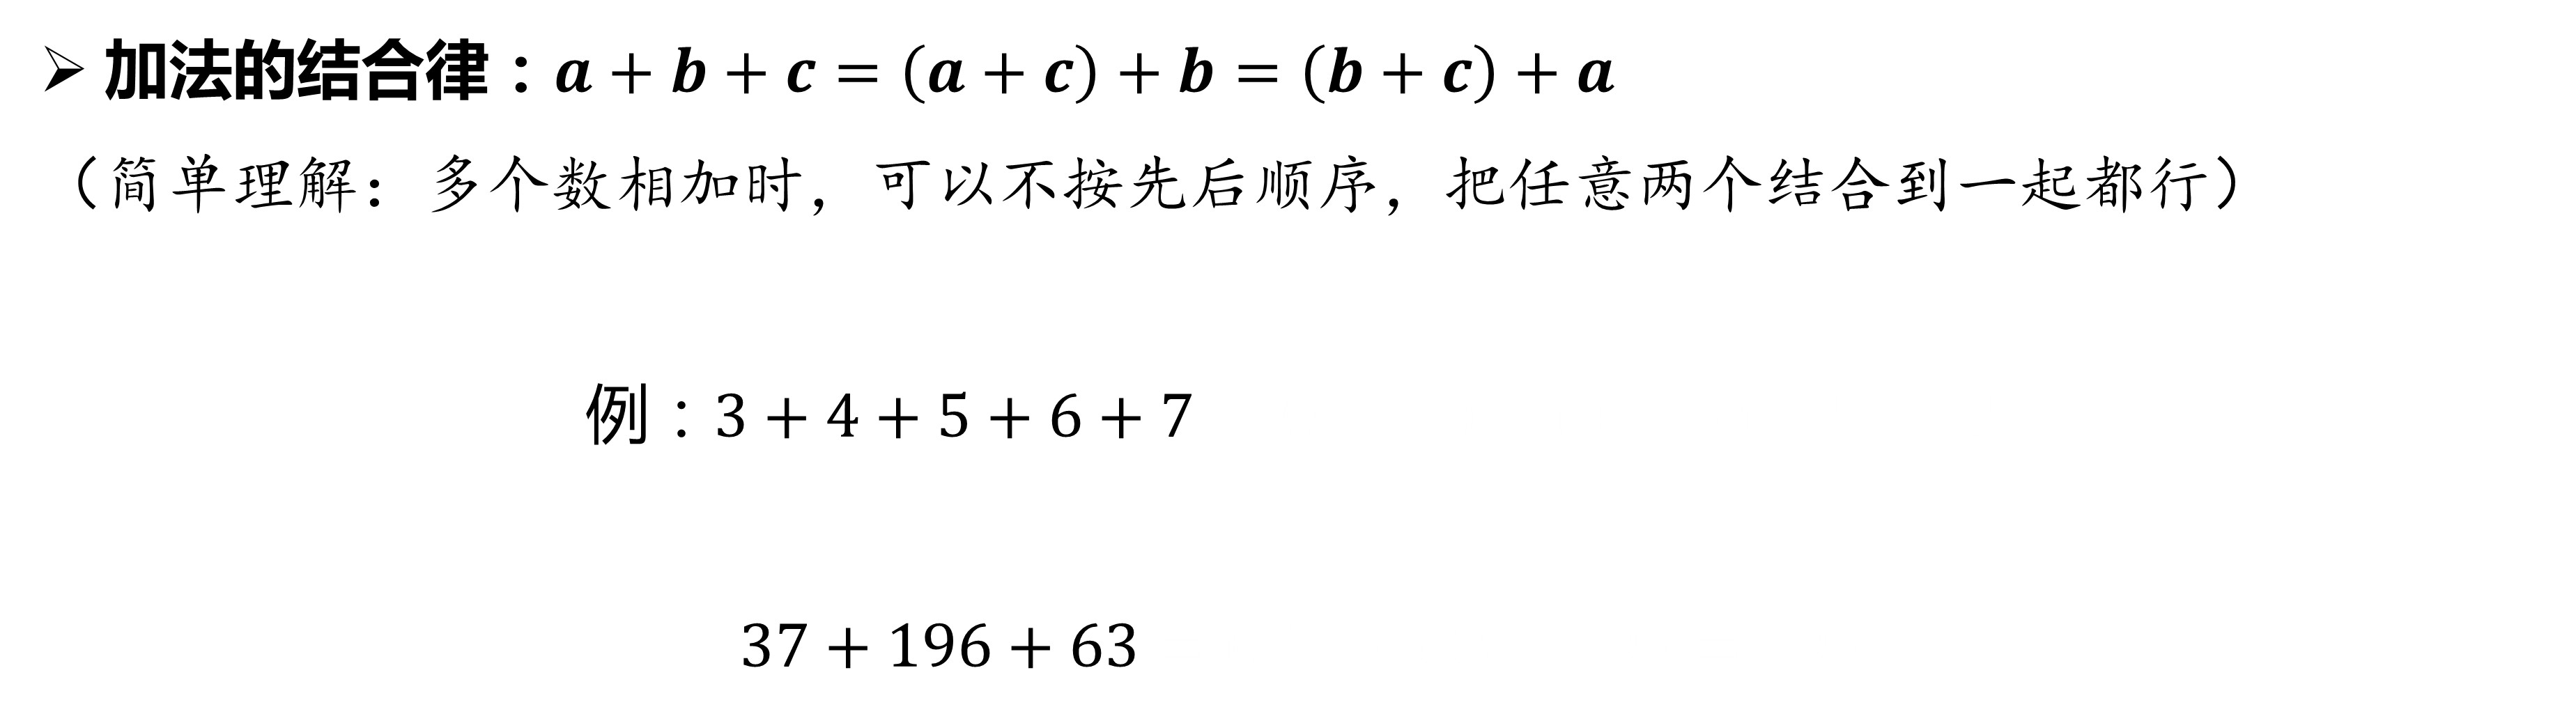 ➢ 加法的结合律：a + b + c = (a + c) + b = (b + c) + a
（简单理解：多个数相加时，可以不按先后顺序，把任意两个结合到一起都行）
例：3 + 4 + 5 + 6 + 7
37 + 196 + 63